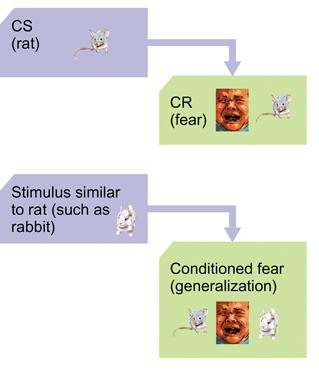 CS
(rat)
CR
(fear)
Stimulus similar
to rat (such as
rabbit)
Conditioned fear
(generalization)